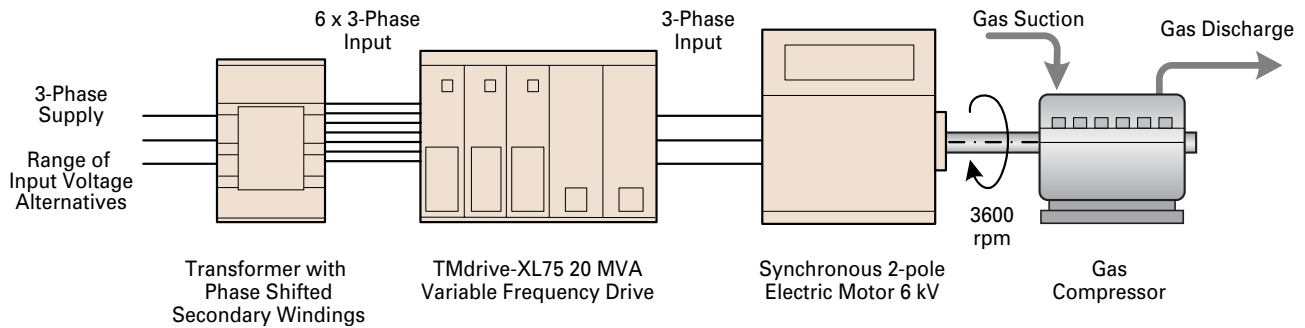 6 x 3-Phase
Input
3-Phase
Input
Gas Suction
Gas Discharge
3-Phase
Supply
Range of
Input Voltage
Alternatives
3600
rpm
Transformer with
Phase Shifted
Secondary Windings
TMdrive-XL75 20 MVA
Variable Frequency Drive
Synchronous 2-pole
Electric Motor 6 kV
Gas
Compressor